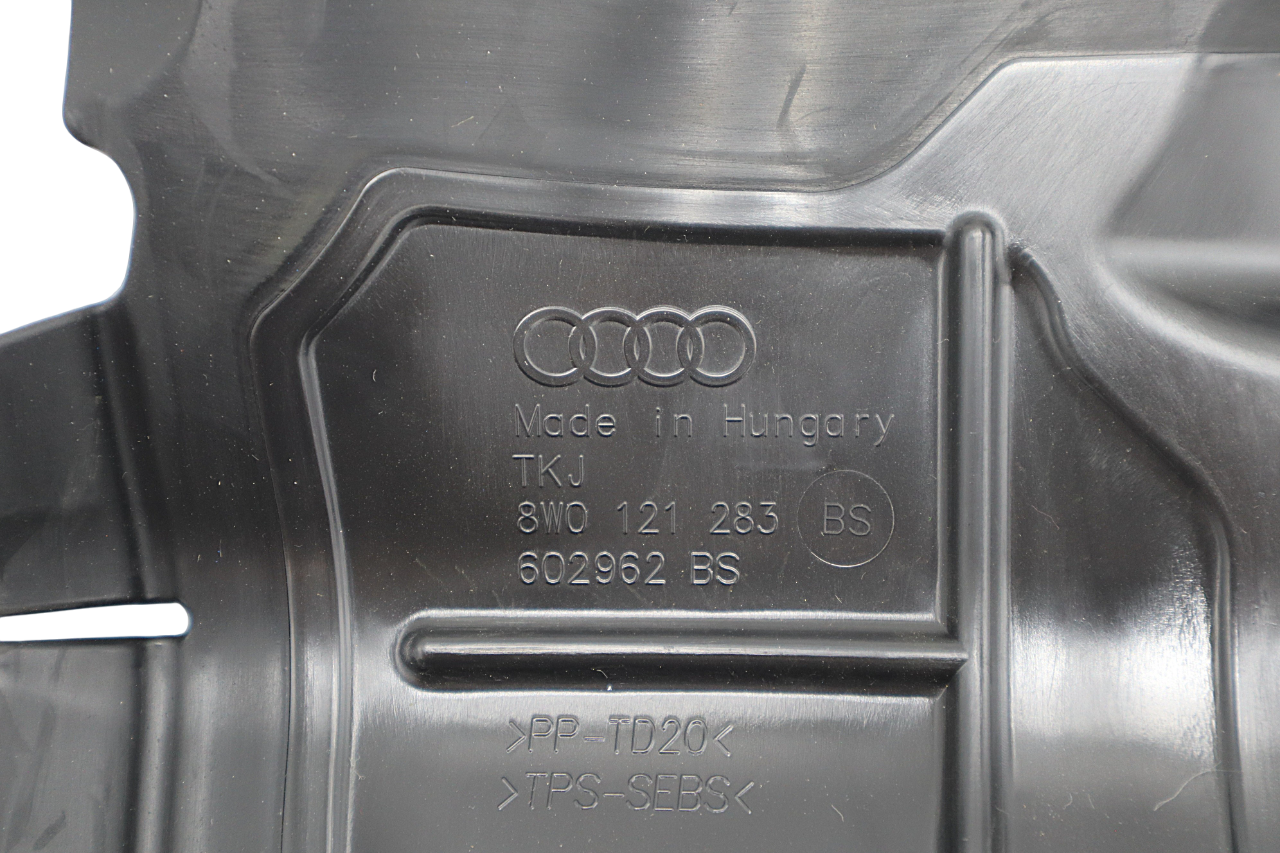 Made in Hungary
TKJ
8W0 121 283 BS
602962 BS
>PP-TD20<
>TPS-SEBS<